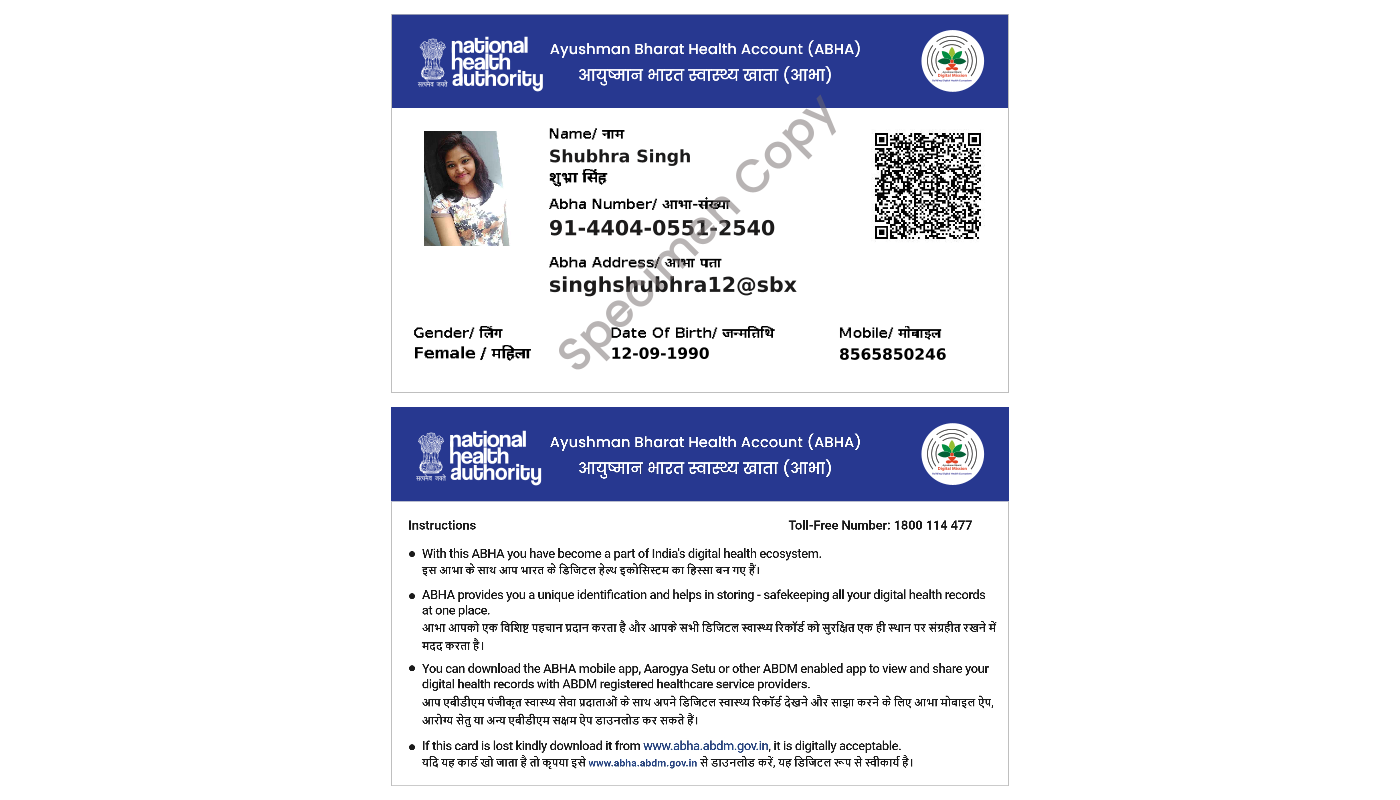 national
health
authority
सत्यमेव जयते
Ayushman Bharat Health Account (ABHA)
आयुष्मान भारत स्वास्थ्य खाता (आभा)
Digital Mission
Name/ नाम
Shubhra Singh
शुभ्रा सिंह
Abha Number/ आभा-संख्या
91-4404-0551-2540
Abha Address/ आभा पता
singhshubhra12@sbx
Gender/ लिंग
Female / महिला
Date Of Birth/ जन्मतिथि
12-09-1990
Mobile/ मोबाइल
8565850246
Specimen Copy
national
health
authority
सत्यमेव जयते
Ayushman Bharat Health Account (ABHA)
आयुष्मान भारत स्वास्थ्य खाता (आभा)
Digital Mission
Instructions
Toll-Free Number: 1800 114 477
● With this ABHA you have become a part of India's digital health ecosystem.
इस आभा के साथ आप भारत के डिजिटल हेल्थ इकोसिस्टम का हिस्सा बन गए हैं।
● ABHA provides you a unique identification and helps in storing - safekeeping all your digital health records
at one place.
आभा आपको एक विशिष्ट पहचान प्रदान करता है और आपके सभी डिजिटल स्वास्थ्य रिकॉर्ड को सुरक्षित एक ही स्थान पर संग्रहीत रखने में
मदद करता है।
● You can download the ABHA mobile app, Aarogya Setu or other ABDM enabled app to view and share your
digital health records with ABDM registered healthcare service providers.
आप एबीडीएम पंजीकृत स्वास्थ्य सेवा प्रदाताओं के साथ अपने डिजिटल स्वास्थ्य रिकॉर्ड देखने और साझा करने के लिए आभा मोबाइल ऐप,
आरोग्य सेतु या अन्य एबीडीएम सक्षम ऐप डाउनलोड कर सकते हैं।
● If this card is lost kindly download it from www.abha.abdm.gov.in, it is digitally acceptable.
यदि यह कार्ड खो जाता है तो कृपया इसे www.abha.abdm.gov.in से डाउनलोड करें, यह डिजिटल रूप से स्वीकार्य है।